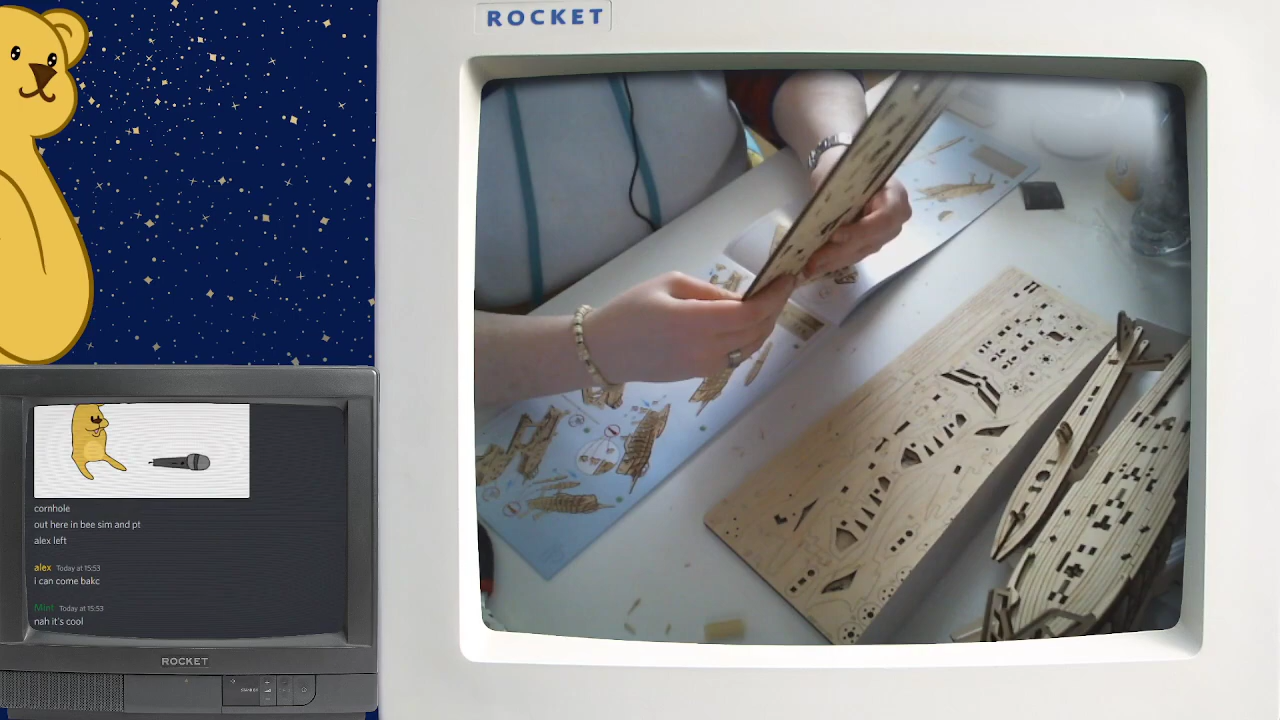 ROCKET
cornhole
out here in bee sim and pt
alex left
alex Today at 15:53
i can come bakc
Mint Today at 15:53
nah it's cool
ROCKET